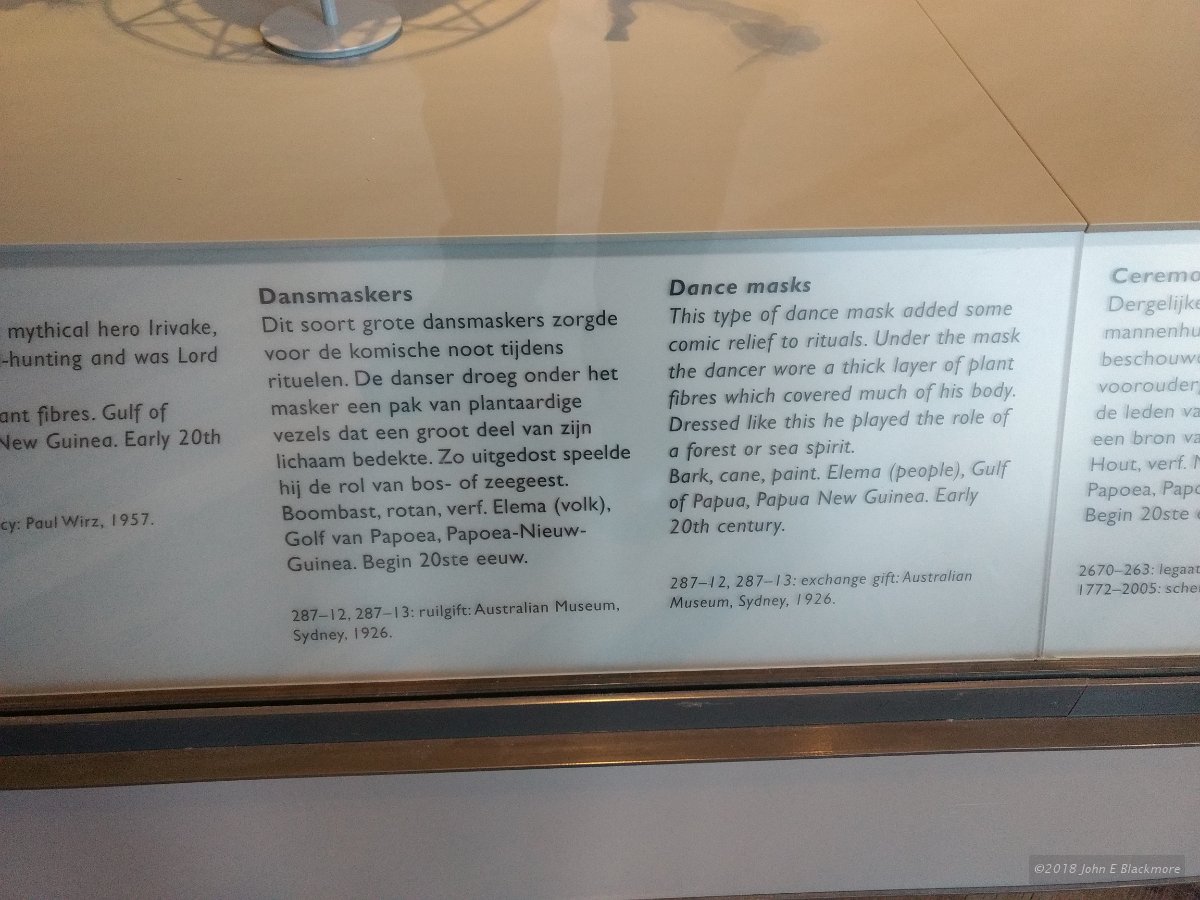 mythical hero Irivake,
-hunting and was Lord
ant fibres. Gulf of
New Guinea. Early 20th
cy: Paul Wirz, 1957.
Dansmaskers
Dit soort grote dansmaskers zorgde
voor de komische noot tijdens
rituelen. De danser droeg onder het
masker een pak van plantaardige
vezels dat een groot deel van zijn
lichaam bedekte. Zo uitgedost speelde
hij de rol van bos- of zeegeest.
Boombast, rotan, verf. Elema (volk),
Golf van Papoea, Papoea-Nieuw-
Guinea. Begin 20ste eeuw.
287–12, 287–13: ruilgift: Australian Museum,
Sydney, 1926.
Dance masks
This type of dance mask added some
comic relief to rituals. Under the mask
the dancer wore a thick layer of plant
fibres which covered much of his body.
Dressed like this he played the role of
a forest or sea spirit.
Bark, cane, paint. Elema (people), Gulf
of Papua, Papua New Guinea. Early
20th century.
287–12, 287–13: exchange gift: Australian
Museum, Sydney, 1926.
Ceremo
Dergelijke
mannenhu
beschouwd
voorouder
de leden va
een bron va
Hout, verf.
Papoea, Papo
Begin 20ste
2670–263: legaat
1772–2005: sche
©2018 John E Blackmore